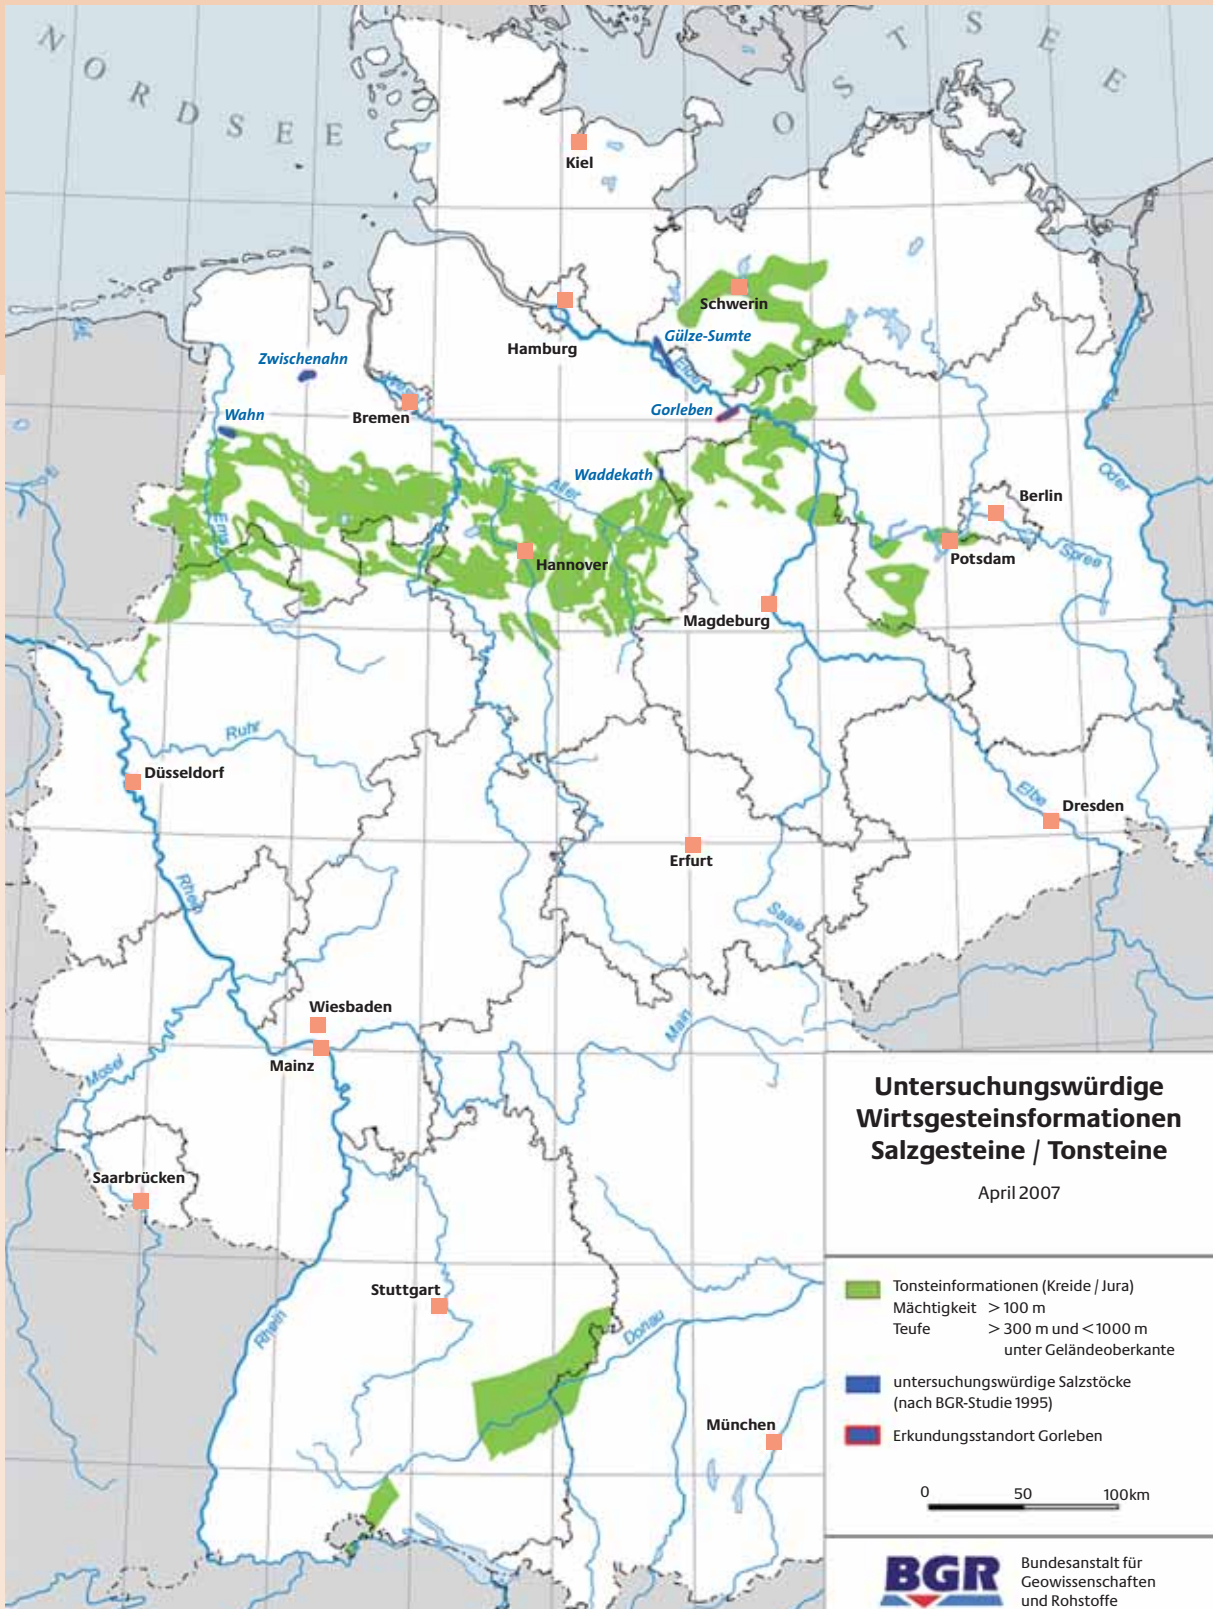 NORDSEE
OSTSEE
Kiel
Schwerin
Hamburg
Gülze-Sumte
Elbe
Zwischenahn
Gorleben
Wahn
Bremen
Waddekath
Aller
Oder
Berlin
Ems
Hannover
Potsdam
Spree
Magdeburg
Ruhr
Düsseldorf
Elbe
Dresden
Erfurt
Rhein
Saale
Wiesbaden
Main
Mainz
Mosel
Saarbrücken
Stuttgart
Rhein
Donau
München
Untersuchungswürdige
Wirtsgesteinsformationen
Salzgesteine / Tonsteine
April 2007
Tonsteinformationen (Kreide / Jura)
Mächtigkeit > 100 m
Teufe > 300 m und < 1000 m
unter Geländeoberkante
untersuchungswürdige Salzstöcke
(nach BGR-Studie 1995)
Erkundungsstandort Gorleben
0 50 100km
BGR
Bundesanstalt für
Geowissenschaften
und Rohstoffe